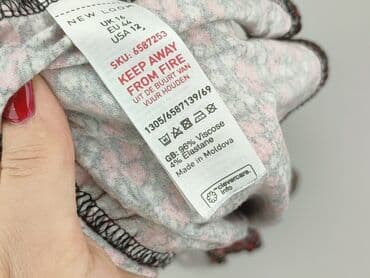 NEW LOOK
UK 16
EU 44
USA 12
SKU: 6587253
KEEP AWAY
FROM FIRE
UIT DE BUURT VAN
VUUR HOUDEN
1305/6587139/69
GB: 96% Viscose
4% Elastane
Made in Moldova
clevercare.
info